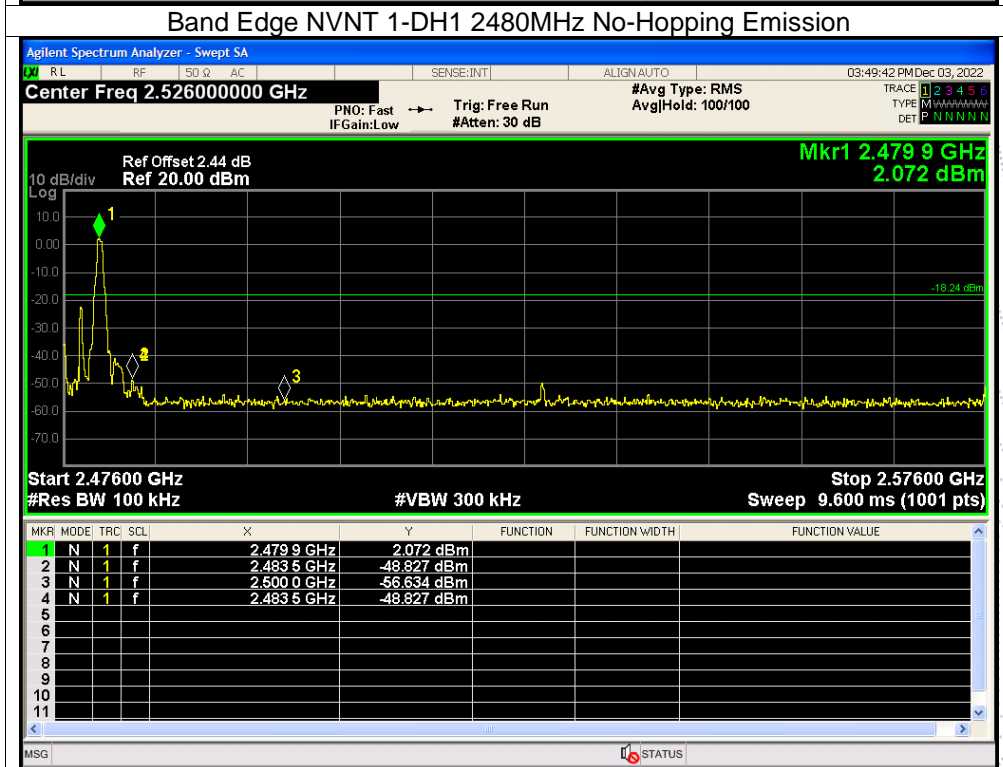 Band Edge NVNT 1-DH1 2480MHz No-Hopping Emission
Agilent Spectrum Analyzer - Swept SA
LXI RL RF 50 Ω AC SENSE:INT ALIGN AUTO 03:49:42 PM Dec 03, 2022
Center Freq 2.526000000 GHz #Avg Type: RMS TRACE 1 2 3 4 5 6
PNO: Fast Trig: Free Run Avg|Hold: 100/100 TYPE M
IFGain:Low #Atten: 30 dB DET P N N N N N
Mkr1 2.479 9 GHz
Ref Offset 2.44 dB
10 dB/div Ref 20.00 dBm 2.072 dBm
Log
10.0
1
0.00
-10.0
-18.24 dBm
-20.0
-30.0
-40.0
2
3
-50.0
-60.0
-70.0
Start 2.47600 GHz Stop 2.57600 GHz
#Res BW 100 kHz #VBW 300 kHz Sweep 9.600 ms (1001 pts)
MKR MODE TRC SCL X Y FUNCTION FUNCTION WIDTH FUNCTION VALUE
1 N 1 f 2.479 9 GHz 2.072 dBm
2 N 1 f 2.483 5 GHz -48.827 dBm
3 N 1 f 2.500 0 GHz -56.634 dBm
4 N 1 f 2.483 5 GHz -48.827 dBm
5
6
7
8
9
10
11
MSG STATUS